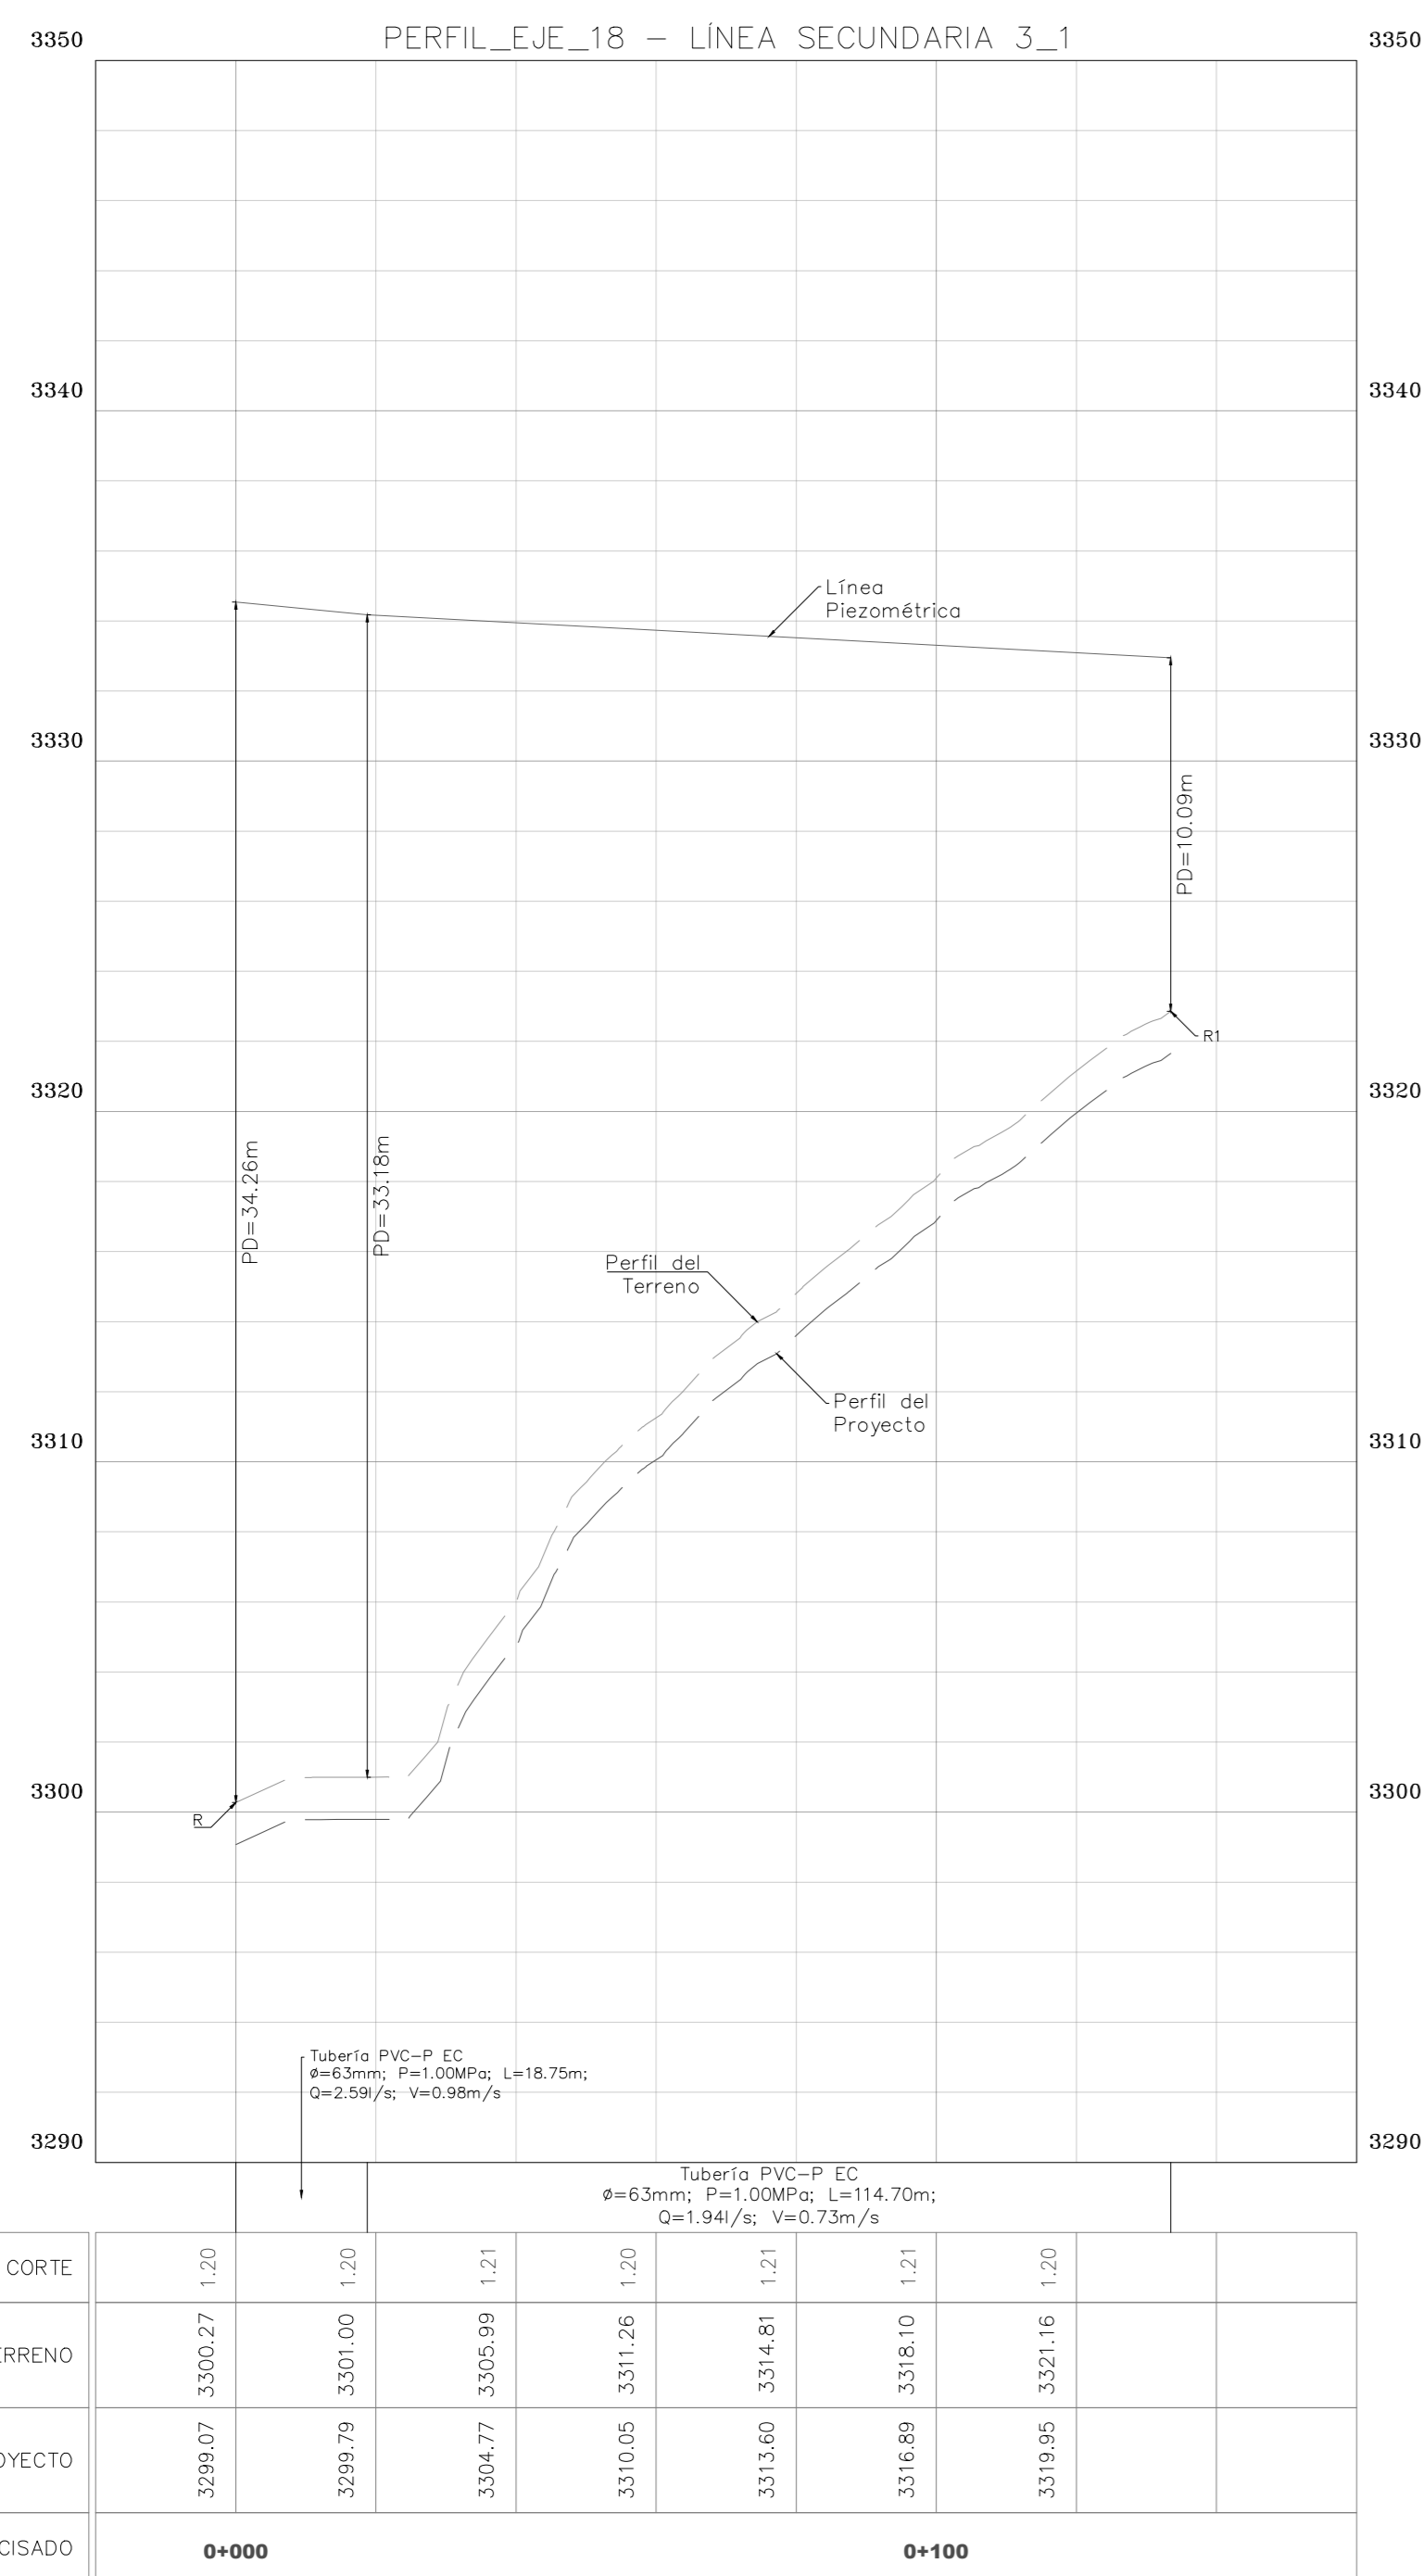 PERFIL_EJE_18 – LÍNEA SECUNDARIA 3_1
3350
3350
3340
3340
Línea
Piezométrica
3330
3330
PD=10.09m
R1
3320
3320
PD=34.26m
PD=33.18m
Perfil del
Terreno
Perfil del
Proyecto
3310
3310
3300
3300
R
Tubería PVC–P EC
ø=63mm; P=1.00MPa; L=18.75m;
Q=2.59l/s; V=0.98m/s
3290
3290
Tubería PVC–P EC
ø=63mm; P=1.00MPa; L=114.70m;
Q=1.94l/s; V=0.73m/s
CORTE 1.20 1.20 1.21 1.20 1.21 1.21 1.20
ERRENO 3300.27 3301.00 3305.99 3311.26 3314.81 3318.10 3321.16
OYECTO 3299.07 3299.79 3304.77 3310.05 3313.60 3316.89 3319.95
CISADO 0+000 0+100